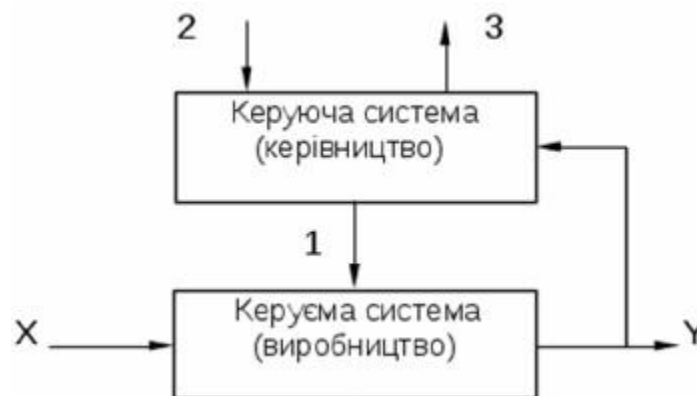 2 3
Керуюча система
(керівництво)
1
Керуєма система
X
(виробництво)
Y